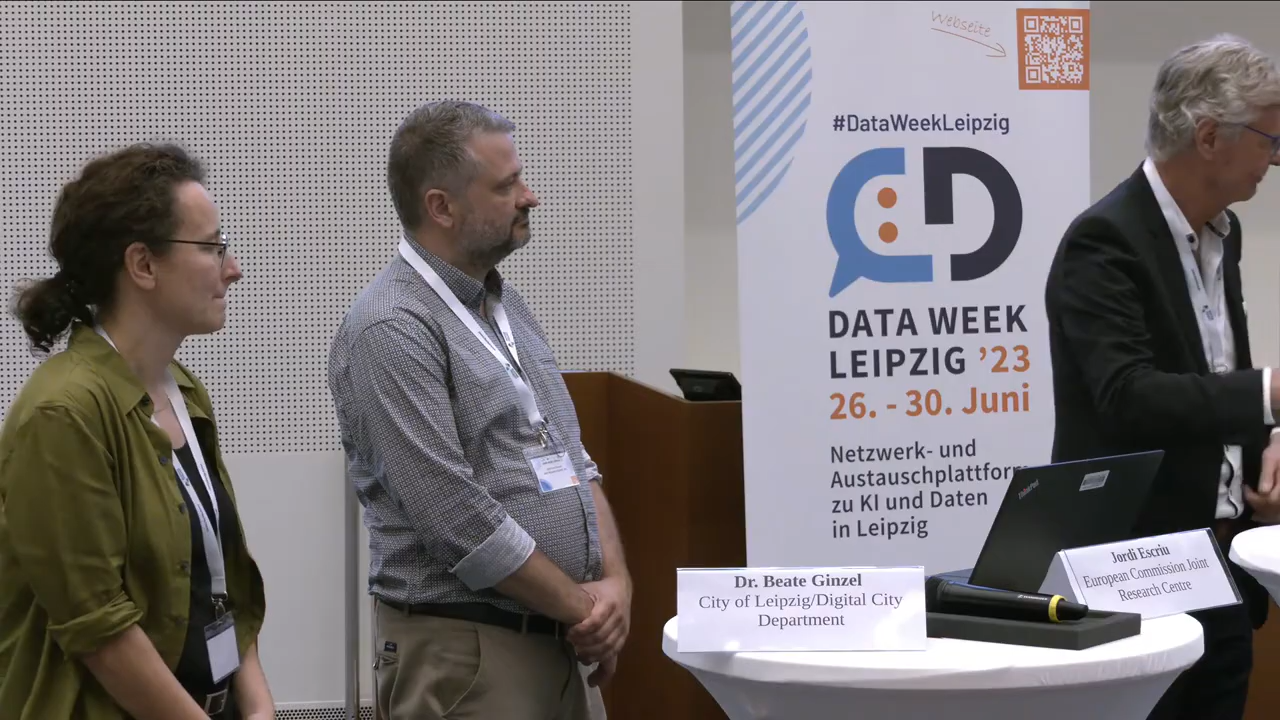 Webseite
#DataWeekLeipzig
DATA WEEK
LEIPZIG ’23
26. - 30. Juni
Netzwerk- und
Austauschplattform
zu KI und Daten
in Leipzig
ThinkPad
Dr. Beate Ginzel
City of Leipzig/Digital City
Department
Jordi Escriu
European Commission Joint
Research Centre